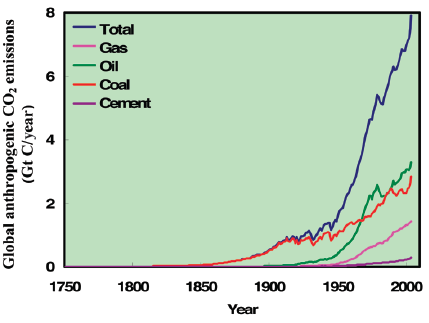 Global anthropogenic CO₂ emissions
(Gt C/year)
8
6
4
2
0
Total
Gas
Oil
Coal
Cement
1750
1800
1850
1900
1950
2000
Year